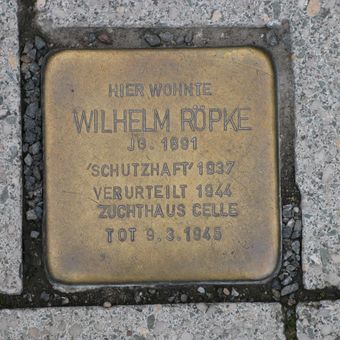 HIER WOHNTE
WILHELM RÖPKE
JG. 1891
'SCHUTZHAFT' 1937
VERURTEILT 1944
ZUCHTHAUS CELLE
TOT 9.3.1945